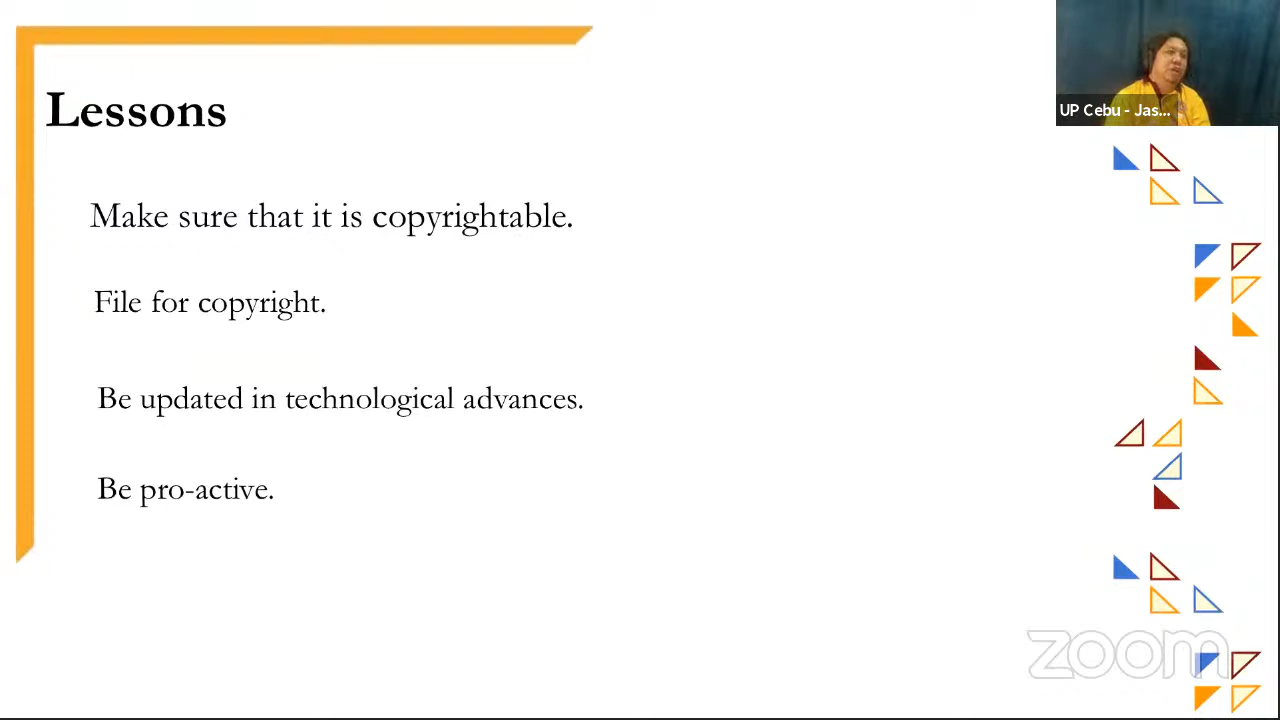 Lessons
Make sure that it is copyrightable.
File for copyright.
Be updated in technological advances.
Be pro-active.
UP Cebu - Jas...
zoom